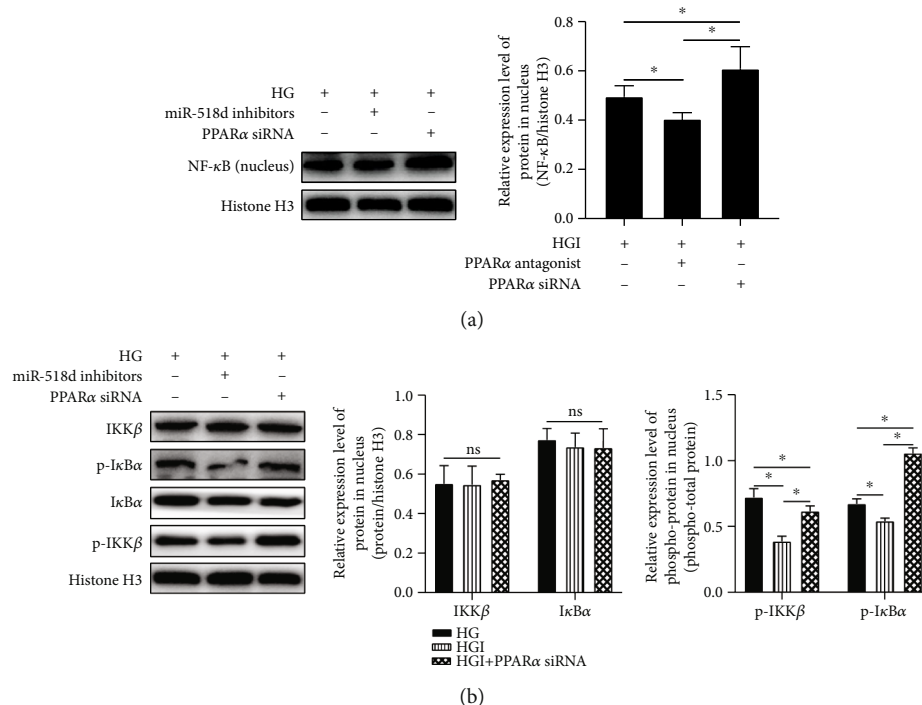 HG + + +
miR-518d inhibitors – + –
PPARα siRNA – – +
NF-κB (nucleus)
Histone H3
Relative expression level of
protein in nucleus
(NF-κB/histone H3)
0.8
0.6
0.4
0.2
0.0
* * *
HGI + + +
PPARα antagonist – + –
PPARα siRNA – – +
(a)
HG + + +
miR-518d inhibitors – + –
PPARα siRNA – – +
IKKβ
p-IκBα
IκBα
p-IKKβ
Histone H3
Relative expression level of
protein in nucleus
(protein/histone H3)
1.0
0.8
0.6
0.4
0.2
0.0
ns ns
IKKβ IκBα
HG
HGI
HGI+PPARα siRNA
Relative expression level of
phospho-protein in nucleus
(phospho-total protein)
1.5
1.0
0.5
0.0
* * * * * *
p-IKKβ p-IκBα
(b)